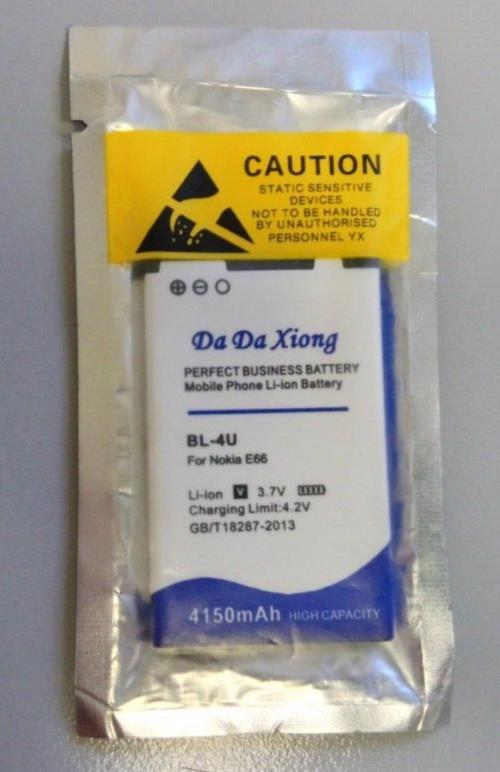 CAUTION
STATIC SENSITIVE
DEVICES
NOT TO BE HANDLED
BY UNAUTHORISED
PERSONNEL YX
Da Da Xiong
PERFECT BUSINESS BATTERY
Mobile Phone Li-ion Battery
BL-4U
For Nokia E66
Li-ion V 3.7V
Charging Limit:4.2V
GB/T18287-2013
4150mAh HIGH CAPACITY